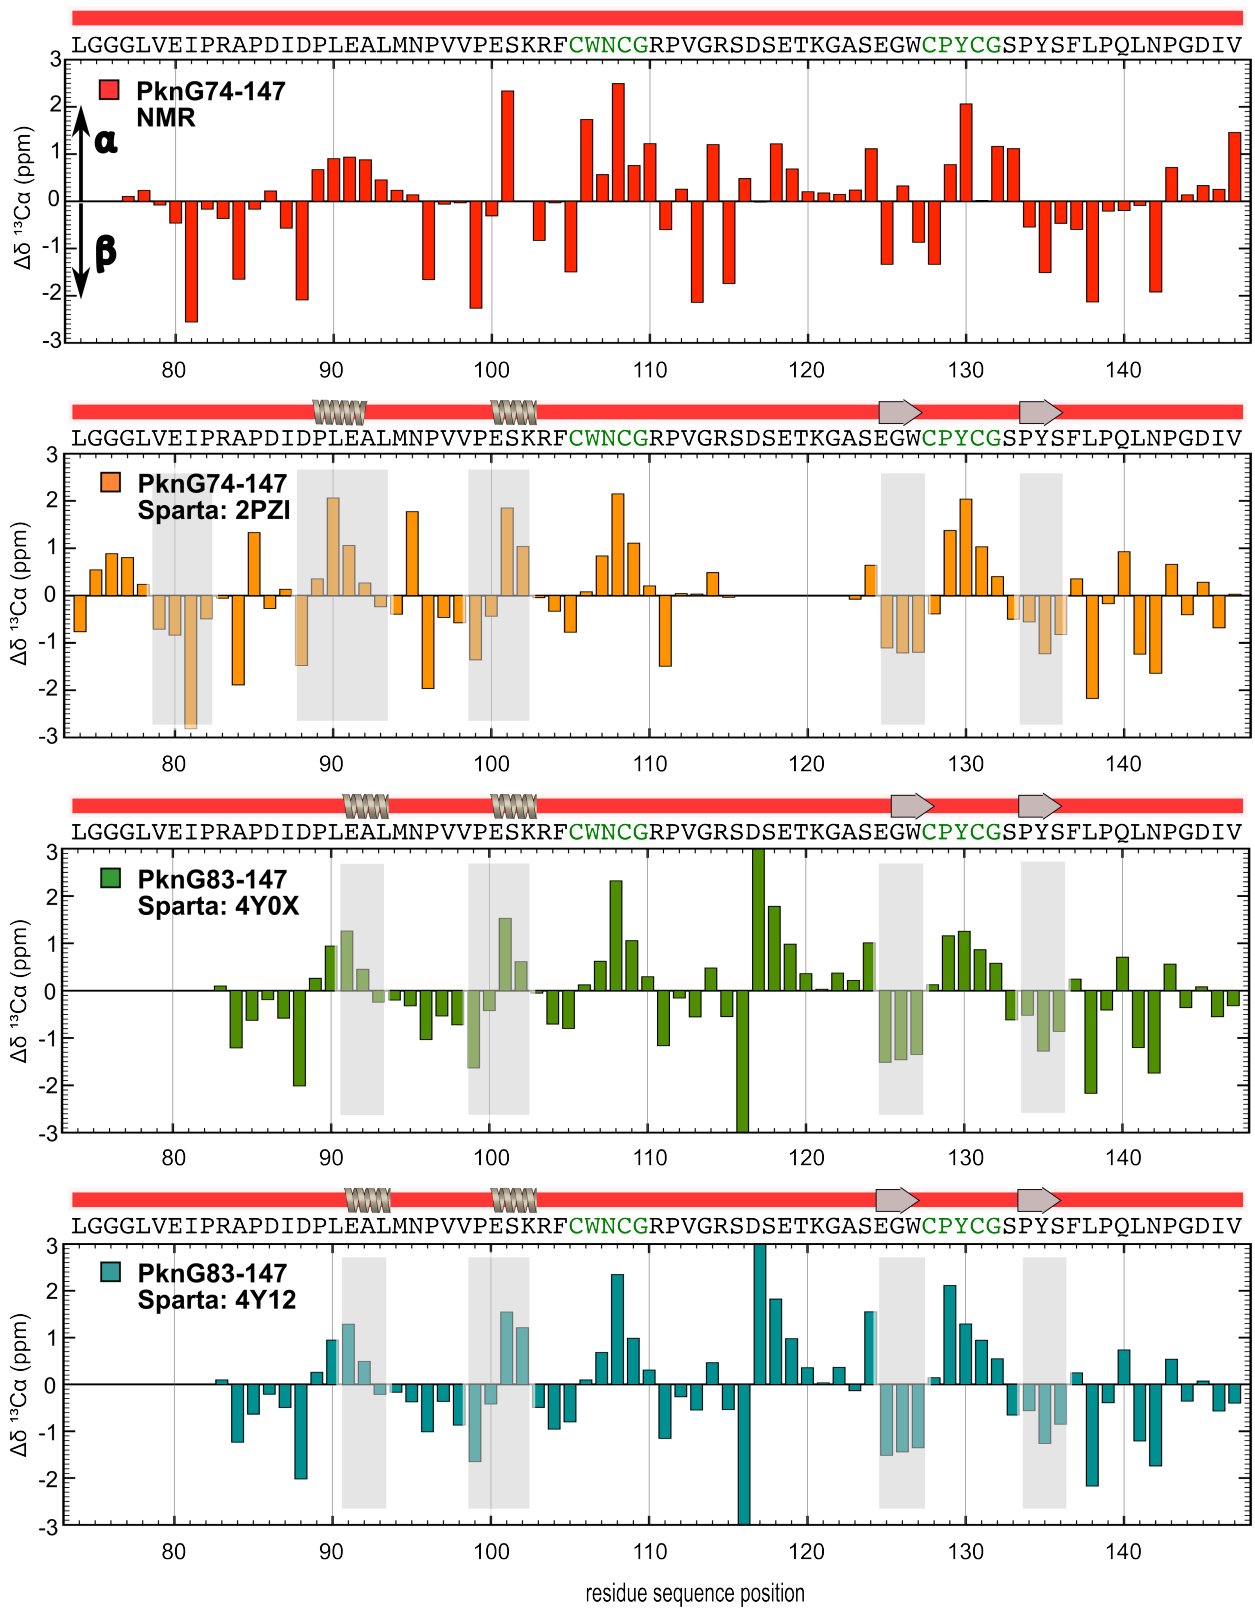 LGGGLVEIPRAPDIDPLEALMNPVVPESKRFCWNCGRPVGRSDSETKGASEGWCPYCGSPYSFLPQLNPGDIV
3
2
1
0
-1
-2
-3
Δδ ¹³Cα (ppm)
PknG74-147
NMR
α
β
80 90 100 110 120 130 140
LGGGLVEIPRAPDIDPLEALMNPVVPESKRFCWNCGRPVGRSDSETKGASEGWCPYCGSPYSFLPQLNPGDIV
3
2
1
0
-1
-2
-3
Δδ ¹³Cα (ppm)
PknG74-147
Sparta: 2PZI
80 90 100 110 120 130 140
LGGGLVEIPRAPDIDPLEALMNPVVPESKRFCWNCGRPVGRSDSETKGASEGWCPYCGSPYSFLPQLNPGDIV
3
2
1
0
-1
-2
-3
Δδ ¹³Cα (ppm)
PknG83-147
Sparta: 4Y0X
80 90 100 110 120 130 140
LGGGLVEIPRAPDIDPLEALMNPVVPESKRFCWNCGRPVGRSDSETKGASEGWCPYCGSPYSFLPQLNPGDIV
3
2
1
0
-1
-2
-3
Δδ ¹³Cα (ppm)
PknG83-147
Sparta: 4Y12
80 90 100 110 120 130 140
residue sequence position